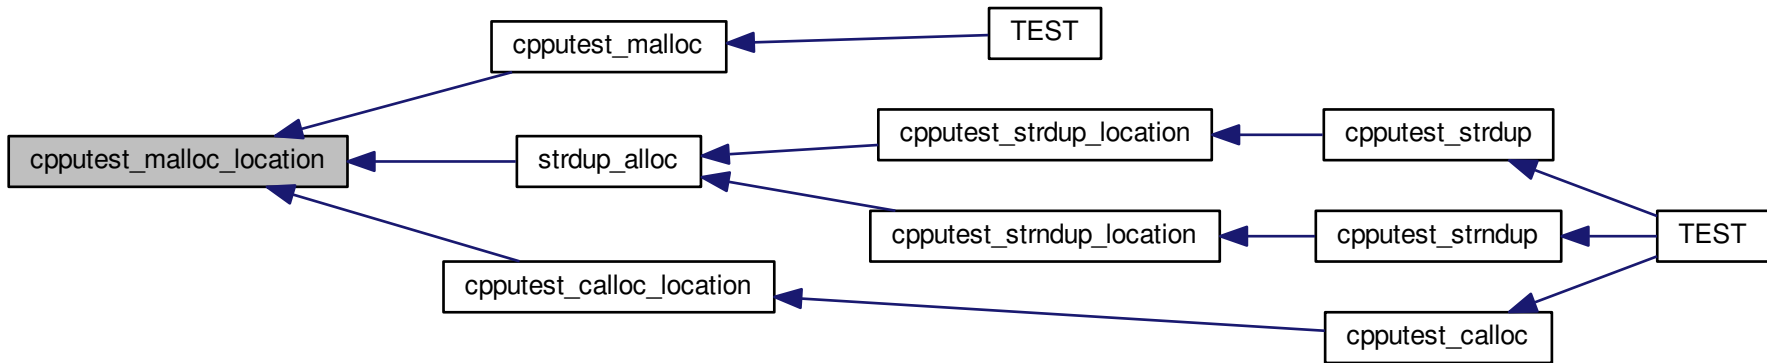 cpputest_malloc
TEST
cpputest_malloc_location
strdup_alloc
cpputest_strdup_location
cpputest_strdup
cpputest_strndup_location
cpputest_strndup
TEST
cpputest_calloc_location
cpputest_calloc